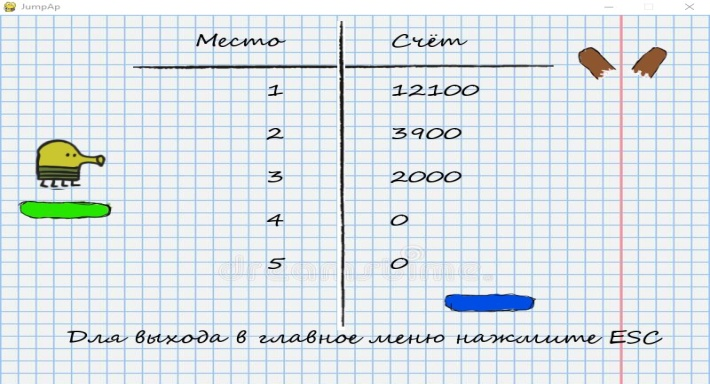 JumpAp
Место Счёт
1 12100
2 3900
3 2000
4 0
5 0
dreamstime.
Для выхода в главное меню нажмите ESC